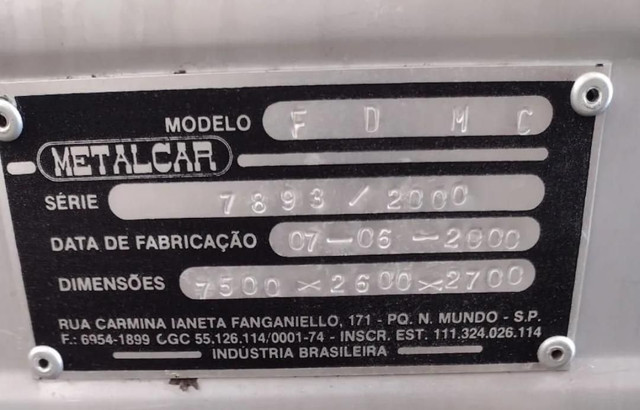 MODELO F D M C
METALCAR
SÉRIE 7893/2000
DATA DE FABRICAÇÃO 07-06-2000
DIMENSÕES 7500 x 2600 x 2700
RUA CARMINA IANETA FANGANIELLO, 171 - PQ. N. MUNDO - S.P.
F.: 6954-1899 CGC 55.126.114/0001-74 - INSCR. EST. 111.324.026.114
INDÚSTRIA BRASILEIRA